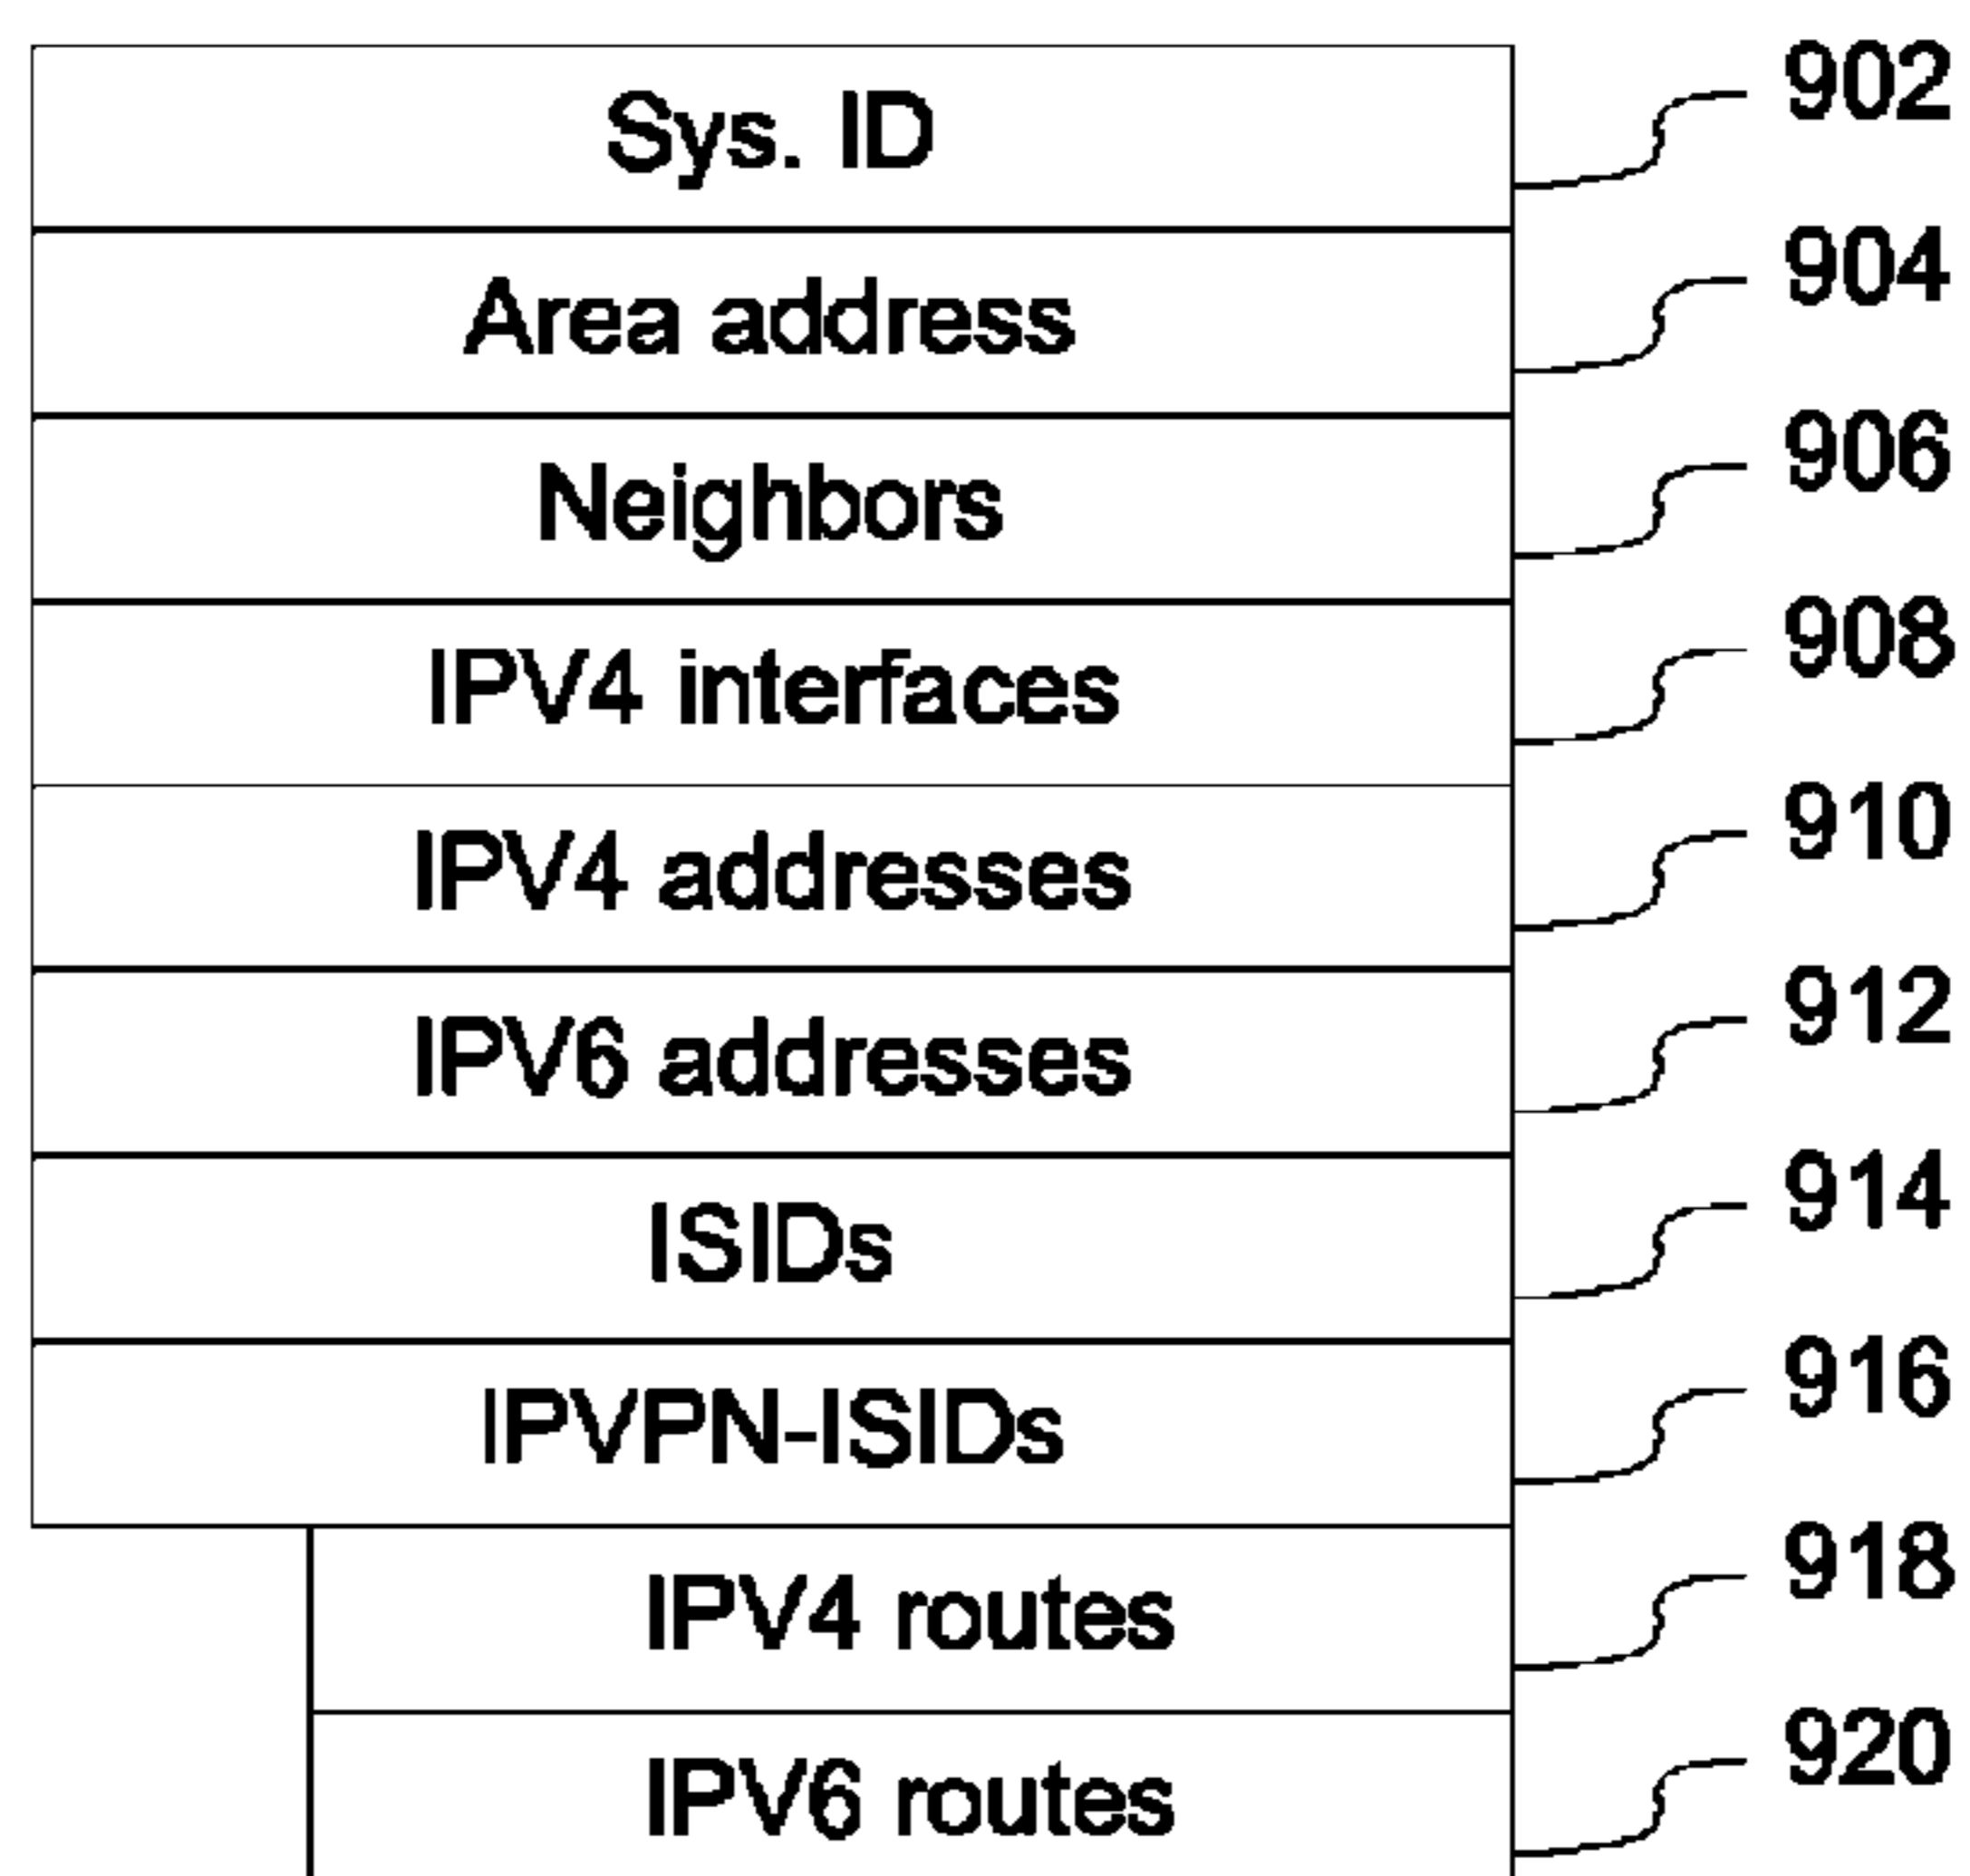 Sys. ID 902
Area address 904
Neighbors 906
IPV4 interfaces 908
IPV4 addresses 910
IPV6 addresses 912
ISIDs 914
IPVPN-ISIDs 916
IPV4 routes 918
IPV6 routes 920